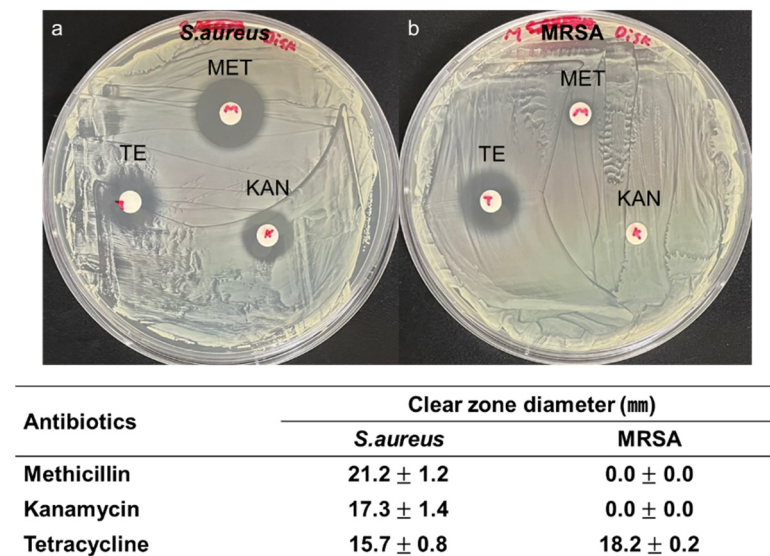 a
S.aureus
Disk
MET
M
TE
T
KAN
K
b
M MRSA Disk
MET
M
TE
T
KAN
K
Antibiotics
Clear zone diameter (㎜)
S.aureus MRSA
Methicillin 21.2 ± 1.2 0.0 ± 0.0
Kanamycin 17.3 ± 1.4 0.0 ± 0.0
Tetracycline 15.7 ± 0.8 18.2 ± 0.2